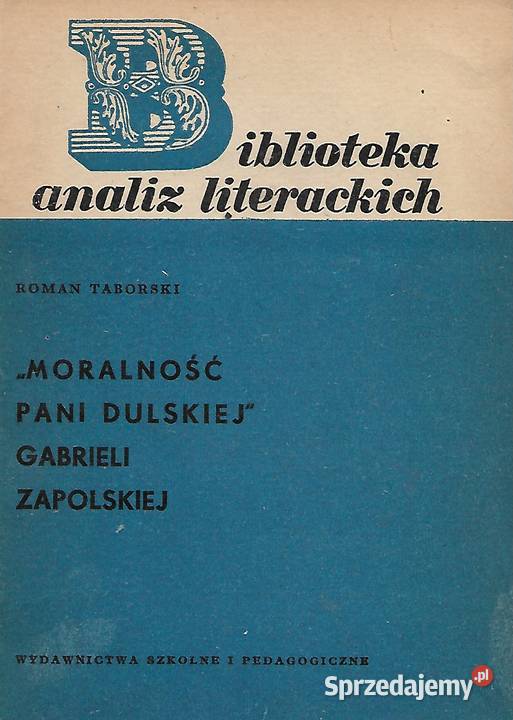 Biblioteka
analiz literackich
ROMAN TABORSKI
„MORALNOŚĆ
PANI DULSKIEJ"
GABRIELI
ZAPOLSKIEJ
WYDAWNICTWA SZKOLNE I PEDAGOGICZNE
Sprzedajemy.pl